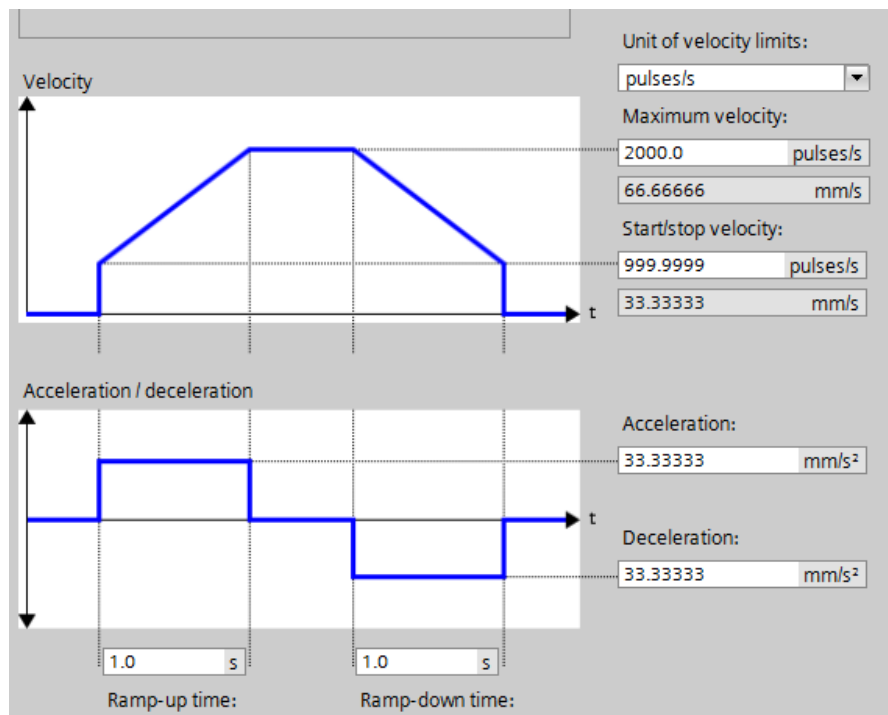 Unit of velocity limits:
pulses/s
Velocity
Maximum velocity:
2000.0 pulses/s
66.66666 mm/s
Start/stop velocity:
999.9999 pulses/s
33.33333 mm/s
t
Acceleration / deceleration
Acceleration:
33.33333 mm/s²
t
Deceleration:
33.33333 mm/s²
1.0 s 1.0 s
Ramp-up time: Ramp-down time: